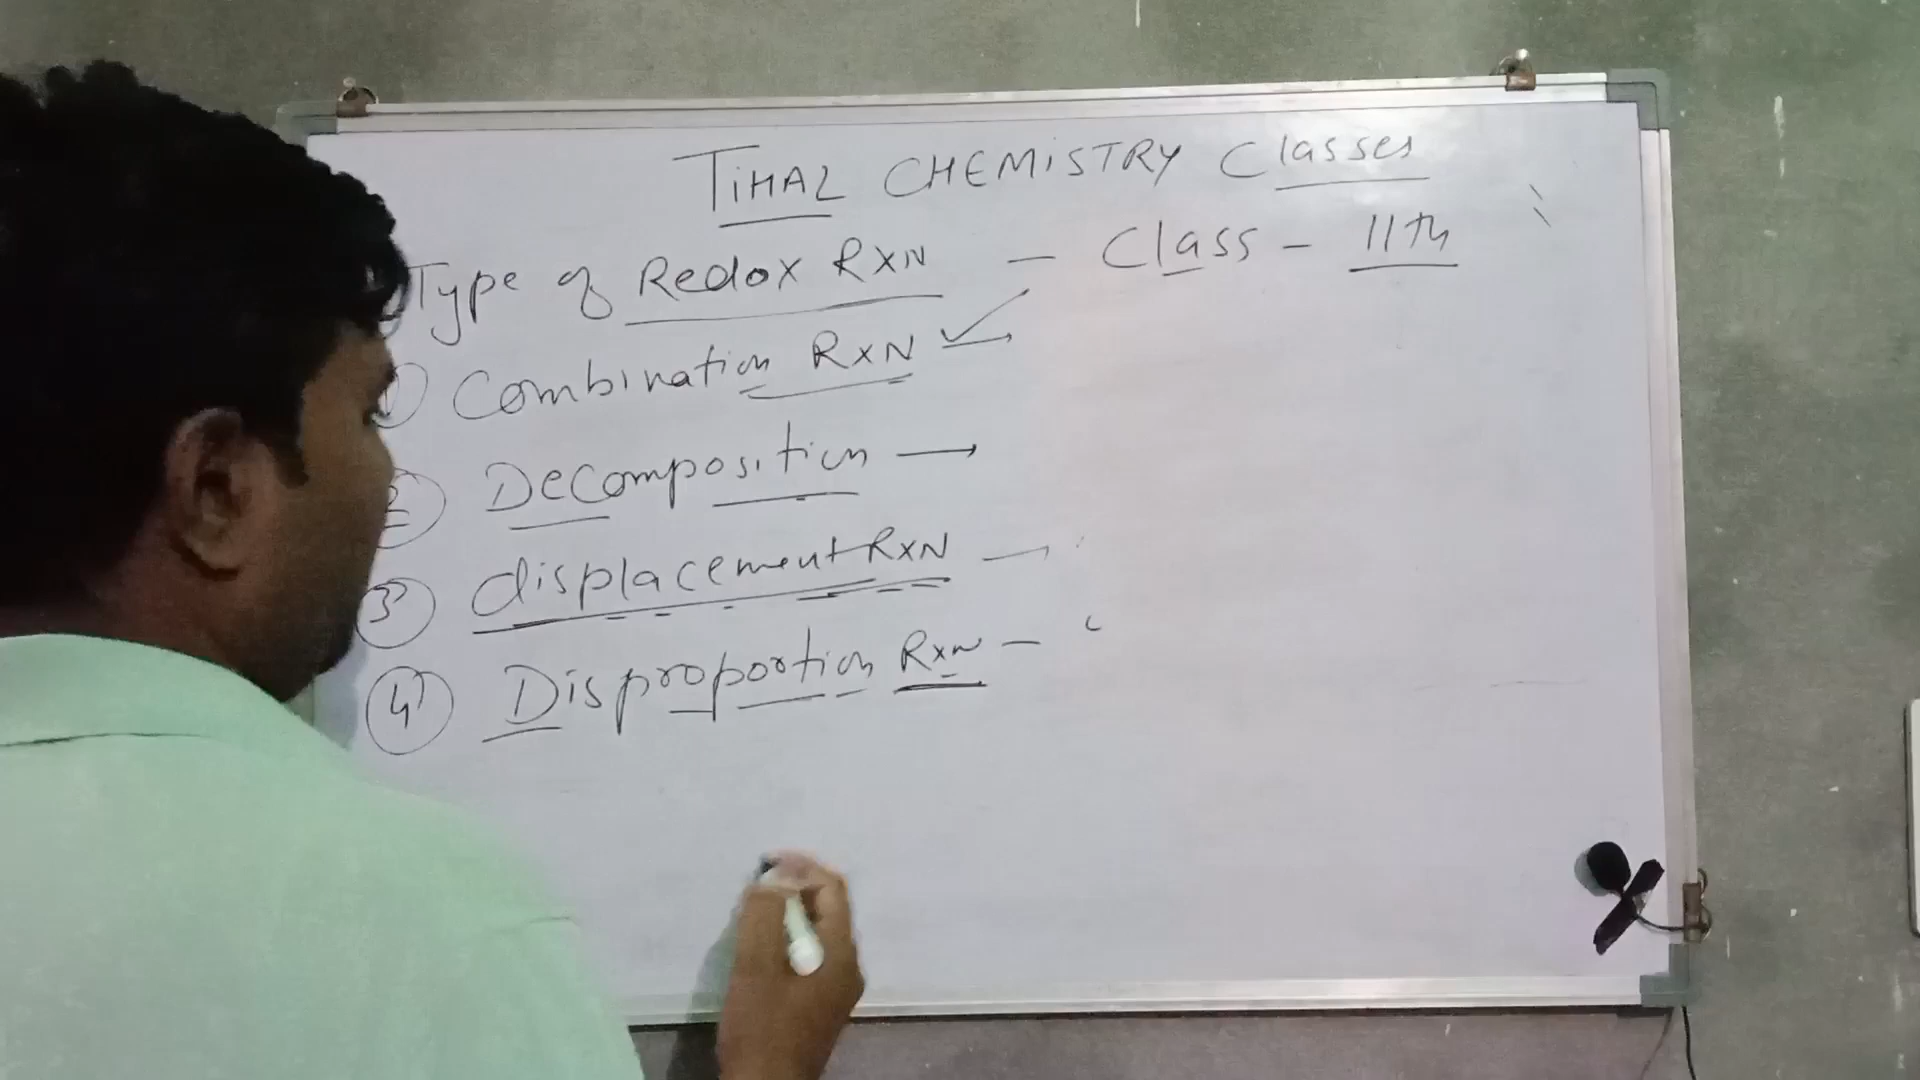 TiHAL CHEMISTRY Classes
Type of Redox RXN — Class - 11th
1) Combination RXN ✓→
2) Decomposition →
3) displacement RXN →
4) Disproportion Rxn -